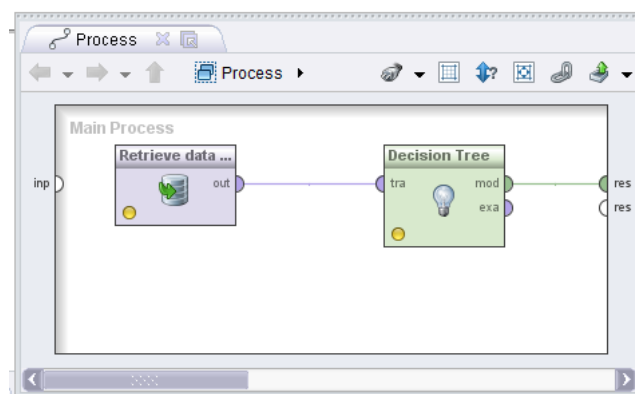 Process
Process
Main Process
Retrieve data ...
inp
out
Decision Tree
tra
mod
exa
res
res